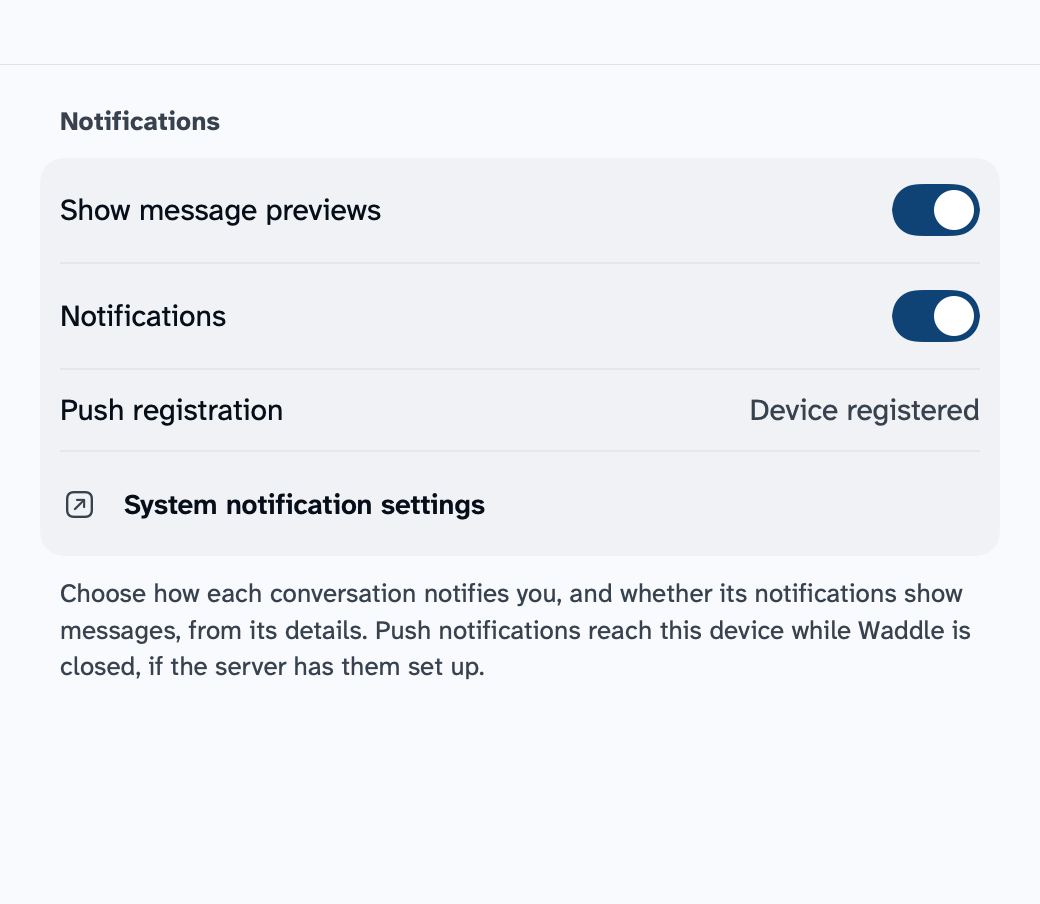 Notifications
Show message previews
Notifications
Push registration
Device registered
System notification settings
Choose how each conversation notifies you, and whether its notifications show
messages, from its details. Push notifications reach this device while Waddle is
closed, if the server has them set up.